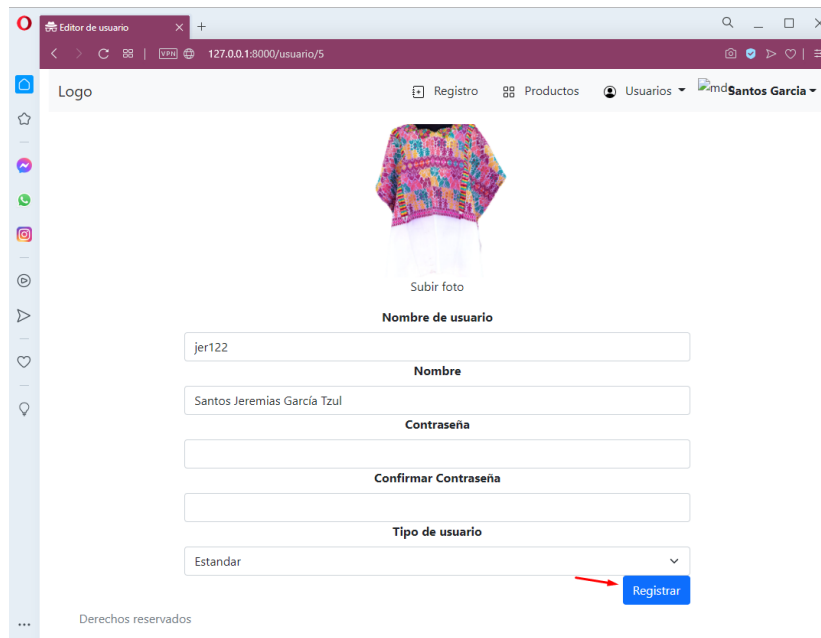 Editor de usuario
VPN
127.0.0.1:8000/usuario/5
Logo
Registro
Productos
Usuarios
Santos Garcia
Subir foto
Nombre de usuario
jer122
Nombre
Santos Jeremias García Tzul
Contraseña
Confirmar Contraseña
Tipo de usuario
Estandar
Registrar
Derechos reservados